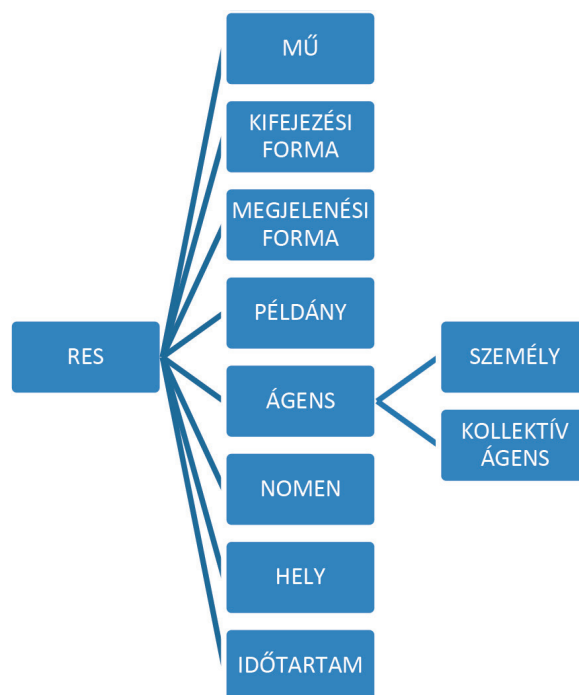 MŰ
KIFEJEZÉSI
FORMA
MEGJELENÉSI
FORMA
PÉLDÁNY
RES
ÁGENS
SZEMÉLY
KOLLEKTÍV
ÁGENS
NOMEN
HELY
IDŐTARTAM